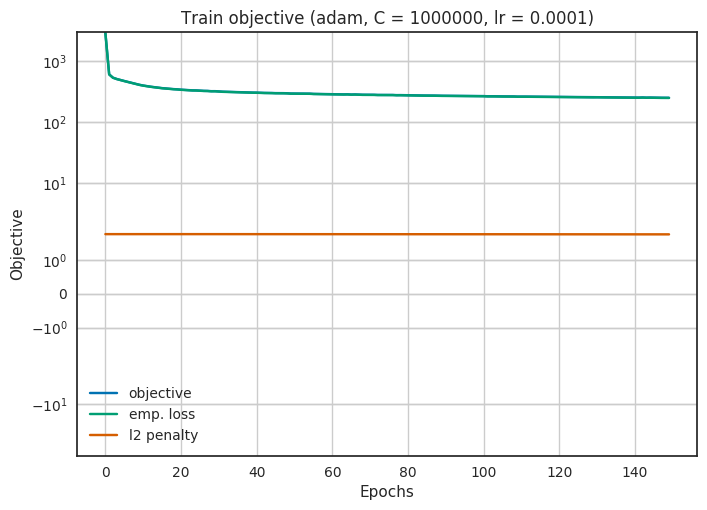 Train objective (adam, C = 1000000, lr = 0.0001)
Objective
10³
10²
10¹
10⁰
0
−10⁰
−10¹
objective
emp. loss
l2 penalty
0 20 40 60 80 100 120 140
Epochs